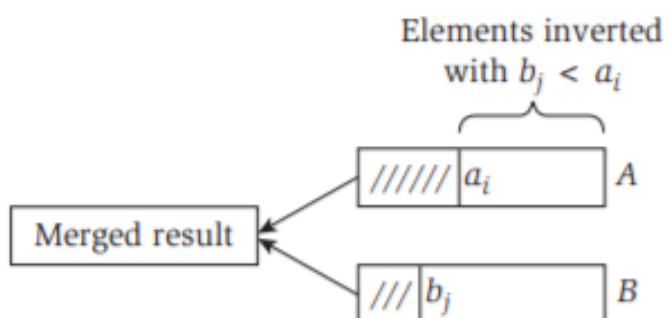 Elements inverted
with b_j < a_i
////// a_i
A
Merged result
/// b_j
B